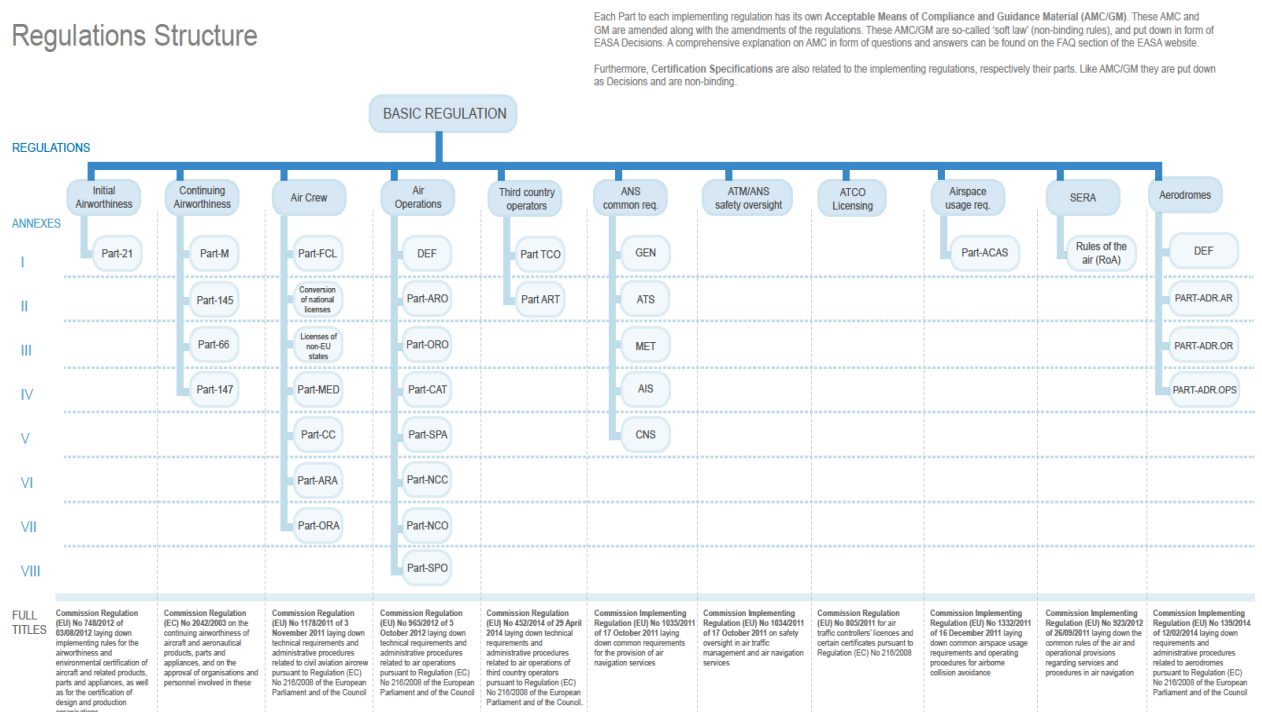 Regulations Structure
Each Part to each implementing regulation has its own Acceptable Means of Compliance and Guidance Material (AMC/GM). These AMC and
GM are amended along with the amendments of the regulations. These AMC/GM are so-called 'soft law' (non-binding rules), and put down in form of
EASA Decisions. A comprehensive explanation on AMC in form of questions and answers can be found on the FAQ section of the EASA website.
Furthermore, Certification Specifications are also related to the implementing regulations, respectively their parts. Like AMC/GM they are put down
as Decisions and are non-binding.
BASIC REGULATION
REGULATIONS
Initial
Airworthiness
Continuing
Airworthiness
Air Crew
Air
Operations
Third country
operators
ANS
common req.
ATM/ANS
safety oversight
ATCO
Licensing
Airspace
usage req.
SERA
Aerodromes
ANNEXES
I
Part-21
Part-M
Part-FCL
DEF
Part TCO
GEN
Part-ACAS
Rules of the
air (RoA)
DEF
II
Part-145
Conversion
of national
licenses
Part-ARO
Part ART
ATS
PART-ADR.AR
III
Part-66
Licenses of
non-EU
states
Part-ORO
MET
PART-ADR.OR
IV
Part-147
Part-MED
Part-CAT
AIS
PART-ADR.OPS
V
Part-CC
Part-SPA
CNS
VI
Part-ARA
Part-NCC
VII
Part-ORA
Part-NCO
VIII
Part-SPO
FULL
TITLES
Commission Regulation
(EU) No 748/2012 of
03/08/2012 laying down
implementing rules for the
airworthiness and
environmental certification of
aircraft and related products,
parts and appliances, as well
as for the certification of
design and production
organisations
Commission Regulation
(EC) No 2042/2003 on the
continuing airworthiness of
aircraft and aeronautical
products, parts and
appliances, and on the
approval of organisations and
personnel involved in these
Commission Regulation
(EU) No 1178/2011 of 3
November 2011 laying down
technical requirements and
administrative procedures
related to civil aviation aircrew
pursuant to Regulation (EC)
No 216/2008 of the European
Parliament and of the Council
Commission Regulation
(EU) No 965/2012 of 5
October 2012 laying down
technical requirements and
administrative procedures
related to air operations
pursuant to Regulation (EC)
No 216/2008 of the European
Parliament and of the Council
Commission Regulation
(EU) No 452/2014 of 29 April
2014 laying down technical
requirements and
administrative procedures
related to air operations of
third country operators
pursuant to Regulation (EC)
No 216/2008 of the European
Parliament and of the Council.
Commission Implementing
Regulation (EU) No 1035/2011
of 17 October 2011 laying
down common requirements
for the provision of air
navigation services
Commission Implementing
Regulation (EU) No 1034/2011
of 17 October 2011 on safety
oversight in air traffic
management and air navigation
services
Commission Regulation
(EU) No 805/2011 for air
traffic controllers' licences and
certain certificates pursuant to
Regulation (EC) No 216/2008
Commission Implementing
Regulation (EU) No 1332/2011
of 16 December 2011 laying
down common airspace usage
requirements and operating
procedures for airborne
collision avoidance
Commission Implementing
Regulation (EU) No 923/2012
of 26/09/2011 laying down the
common rules of the air and
operational provisions
regarding services and
procedures in air navigation
Commission Implementing
Regulation (EU) No 139/2014
of 12/02/2014 laying down
requirements and
administrative procedures
related to aerodromes
pursuant to Regulation (EC)
No 216/2008 of the European
Parliament and of the Council